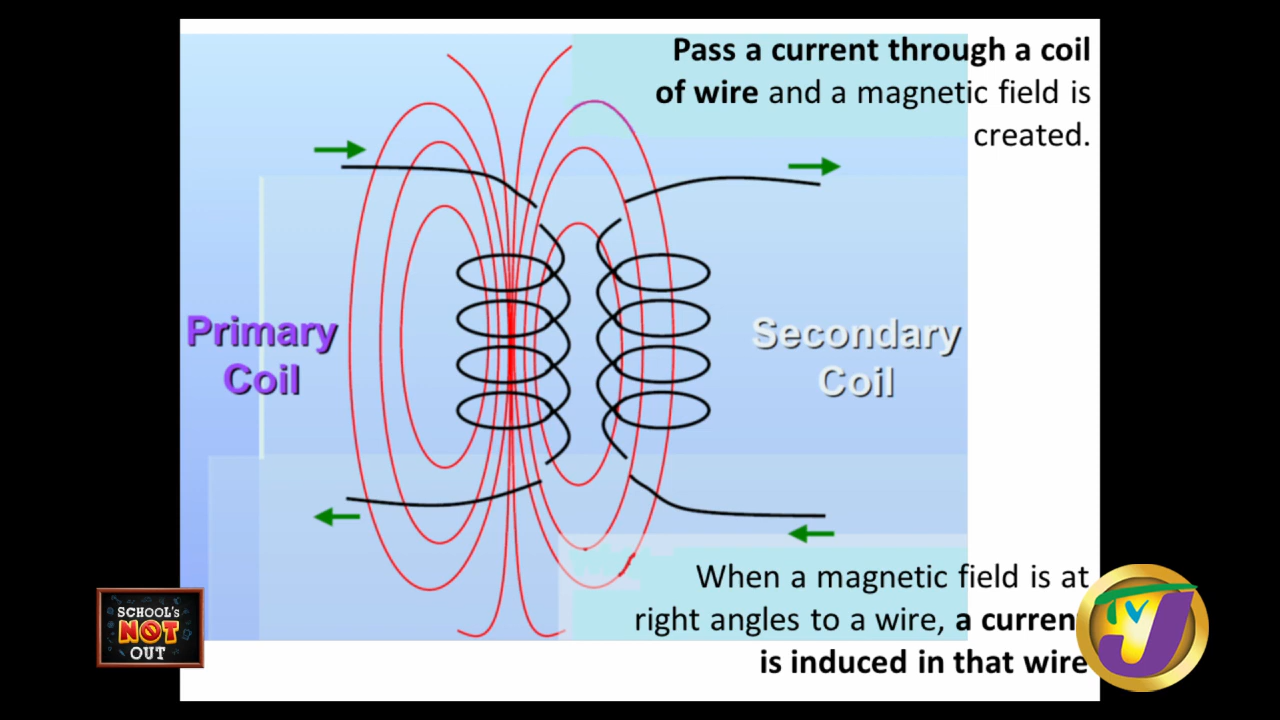 Pass a current through a coil
of wire and a magnetic field is
created.
Primary
Coil
Secondary
Coil
When a magnetic field is at
right angles to a wire, a curren
is induced in that wire
SCHOOL's
NOT
OUT
TVJ